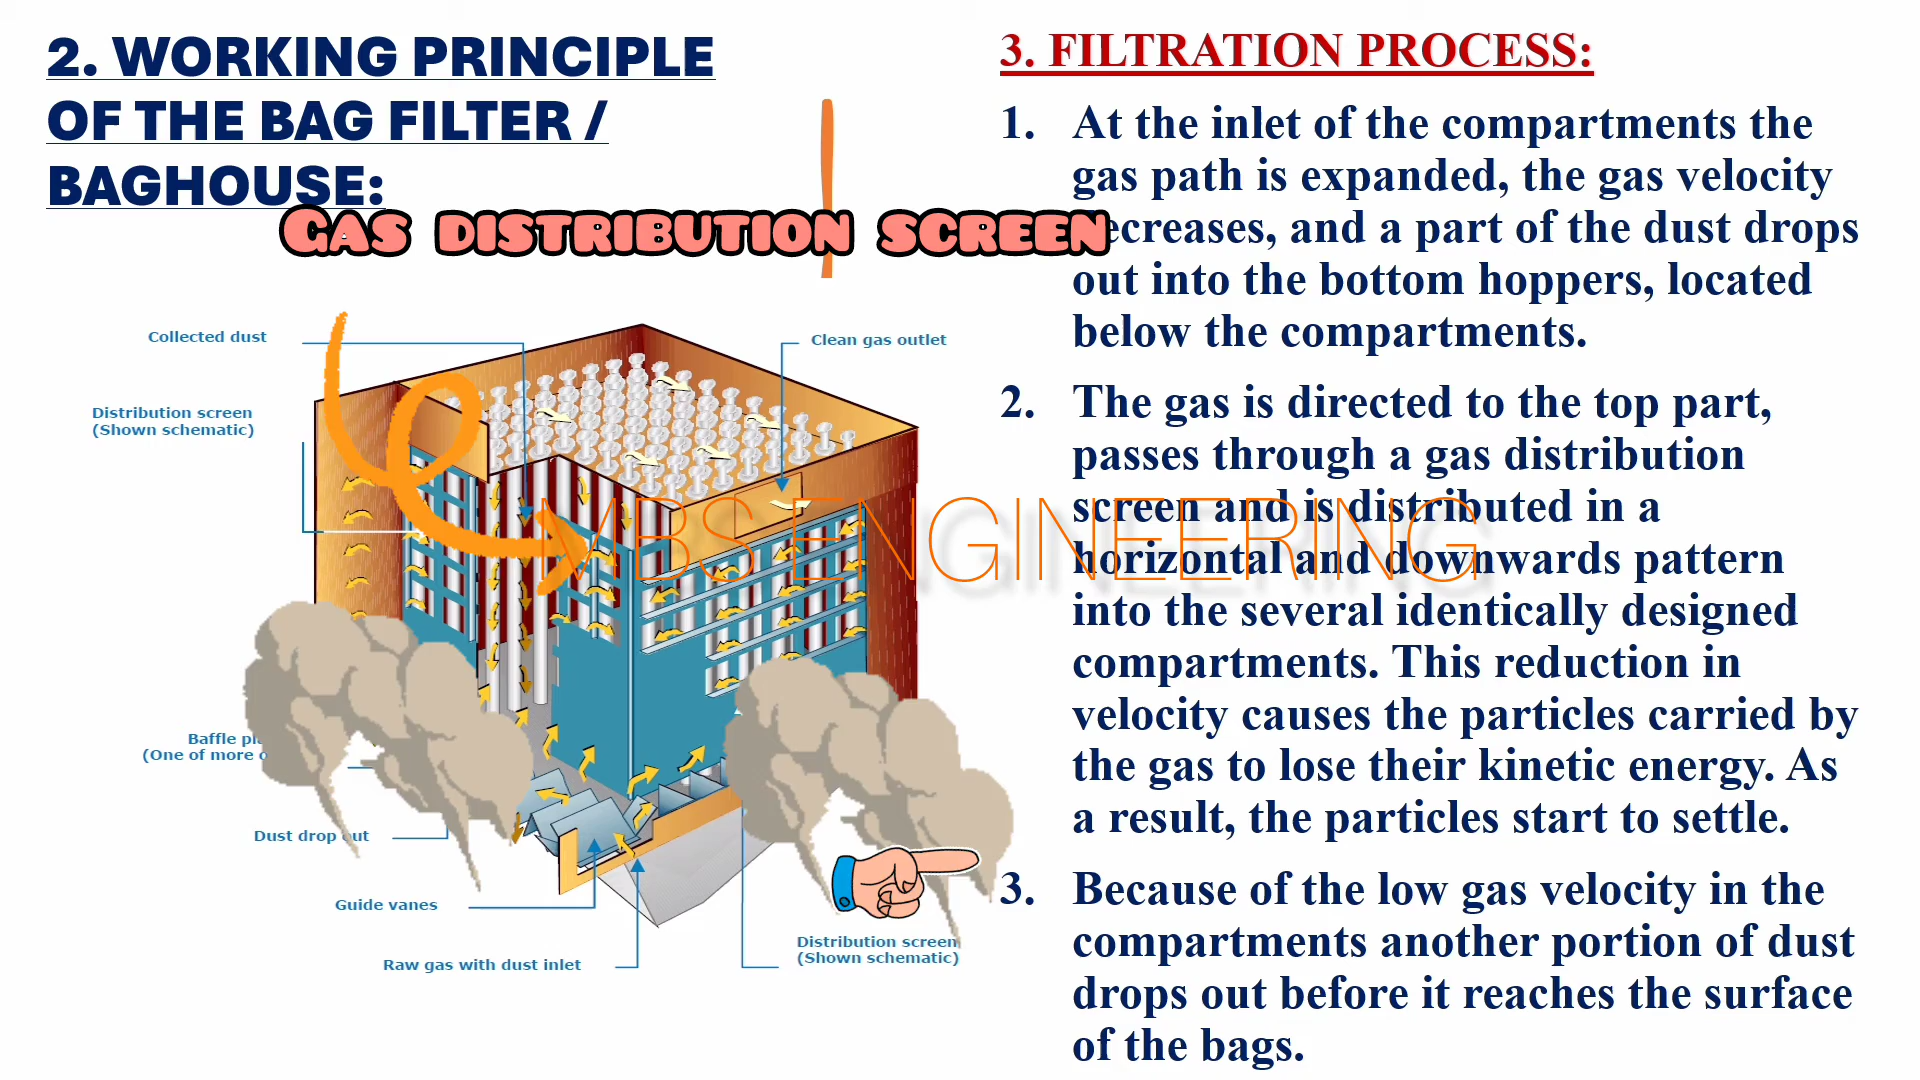 2. WORKING PRINCIPLE
OF THE BAG FILTER /
BAGHOUSE:
GAS DISTRIBUTION SCREEN
Collected dust
Clean gas outlet
Distribution screen
(Shown schematic)
Baffle
(One of more
Dust drop out
Guide vanes
Raw gas with dust inlet
Distribution screen
(Shown schematic)
MBS ENGINEERING
3. FILTRATION PROCESS:
1. At the inlet of the compartments the
gas path is expanded, the gas velocity
decreases, and a part of the dust drops
out into the bottom hoppers, located
below the compartments.
2. The gas is directed to the top part,
passes through a gas distribution
screen and is distributed in a
horizontal and downwards pattern
into the several identically designed
compartments. This reduction in
velocity causes the particles carried by
the gas to lose their kinetic energy. As
a result, the particles start to settle.
3. Because of the low gas velocity in the
compartments another portion of dust
drops out before it reaches the surface
of the bags.